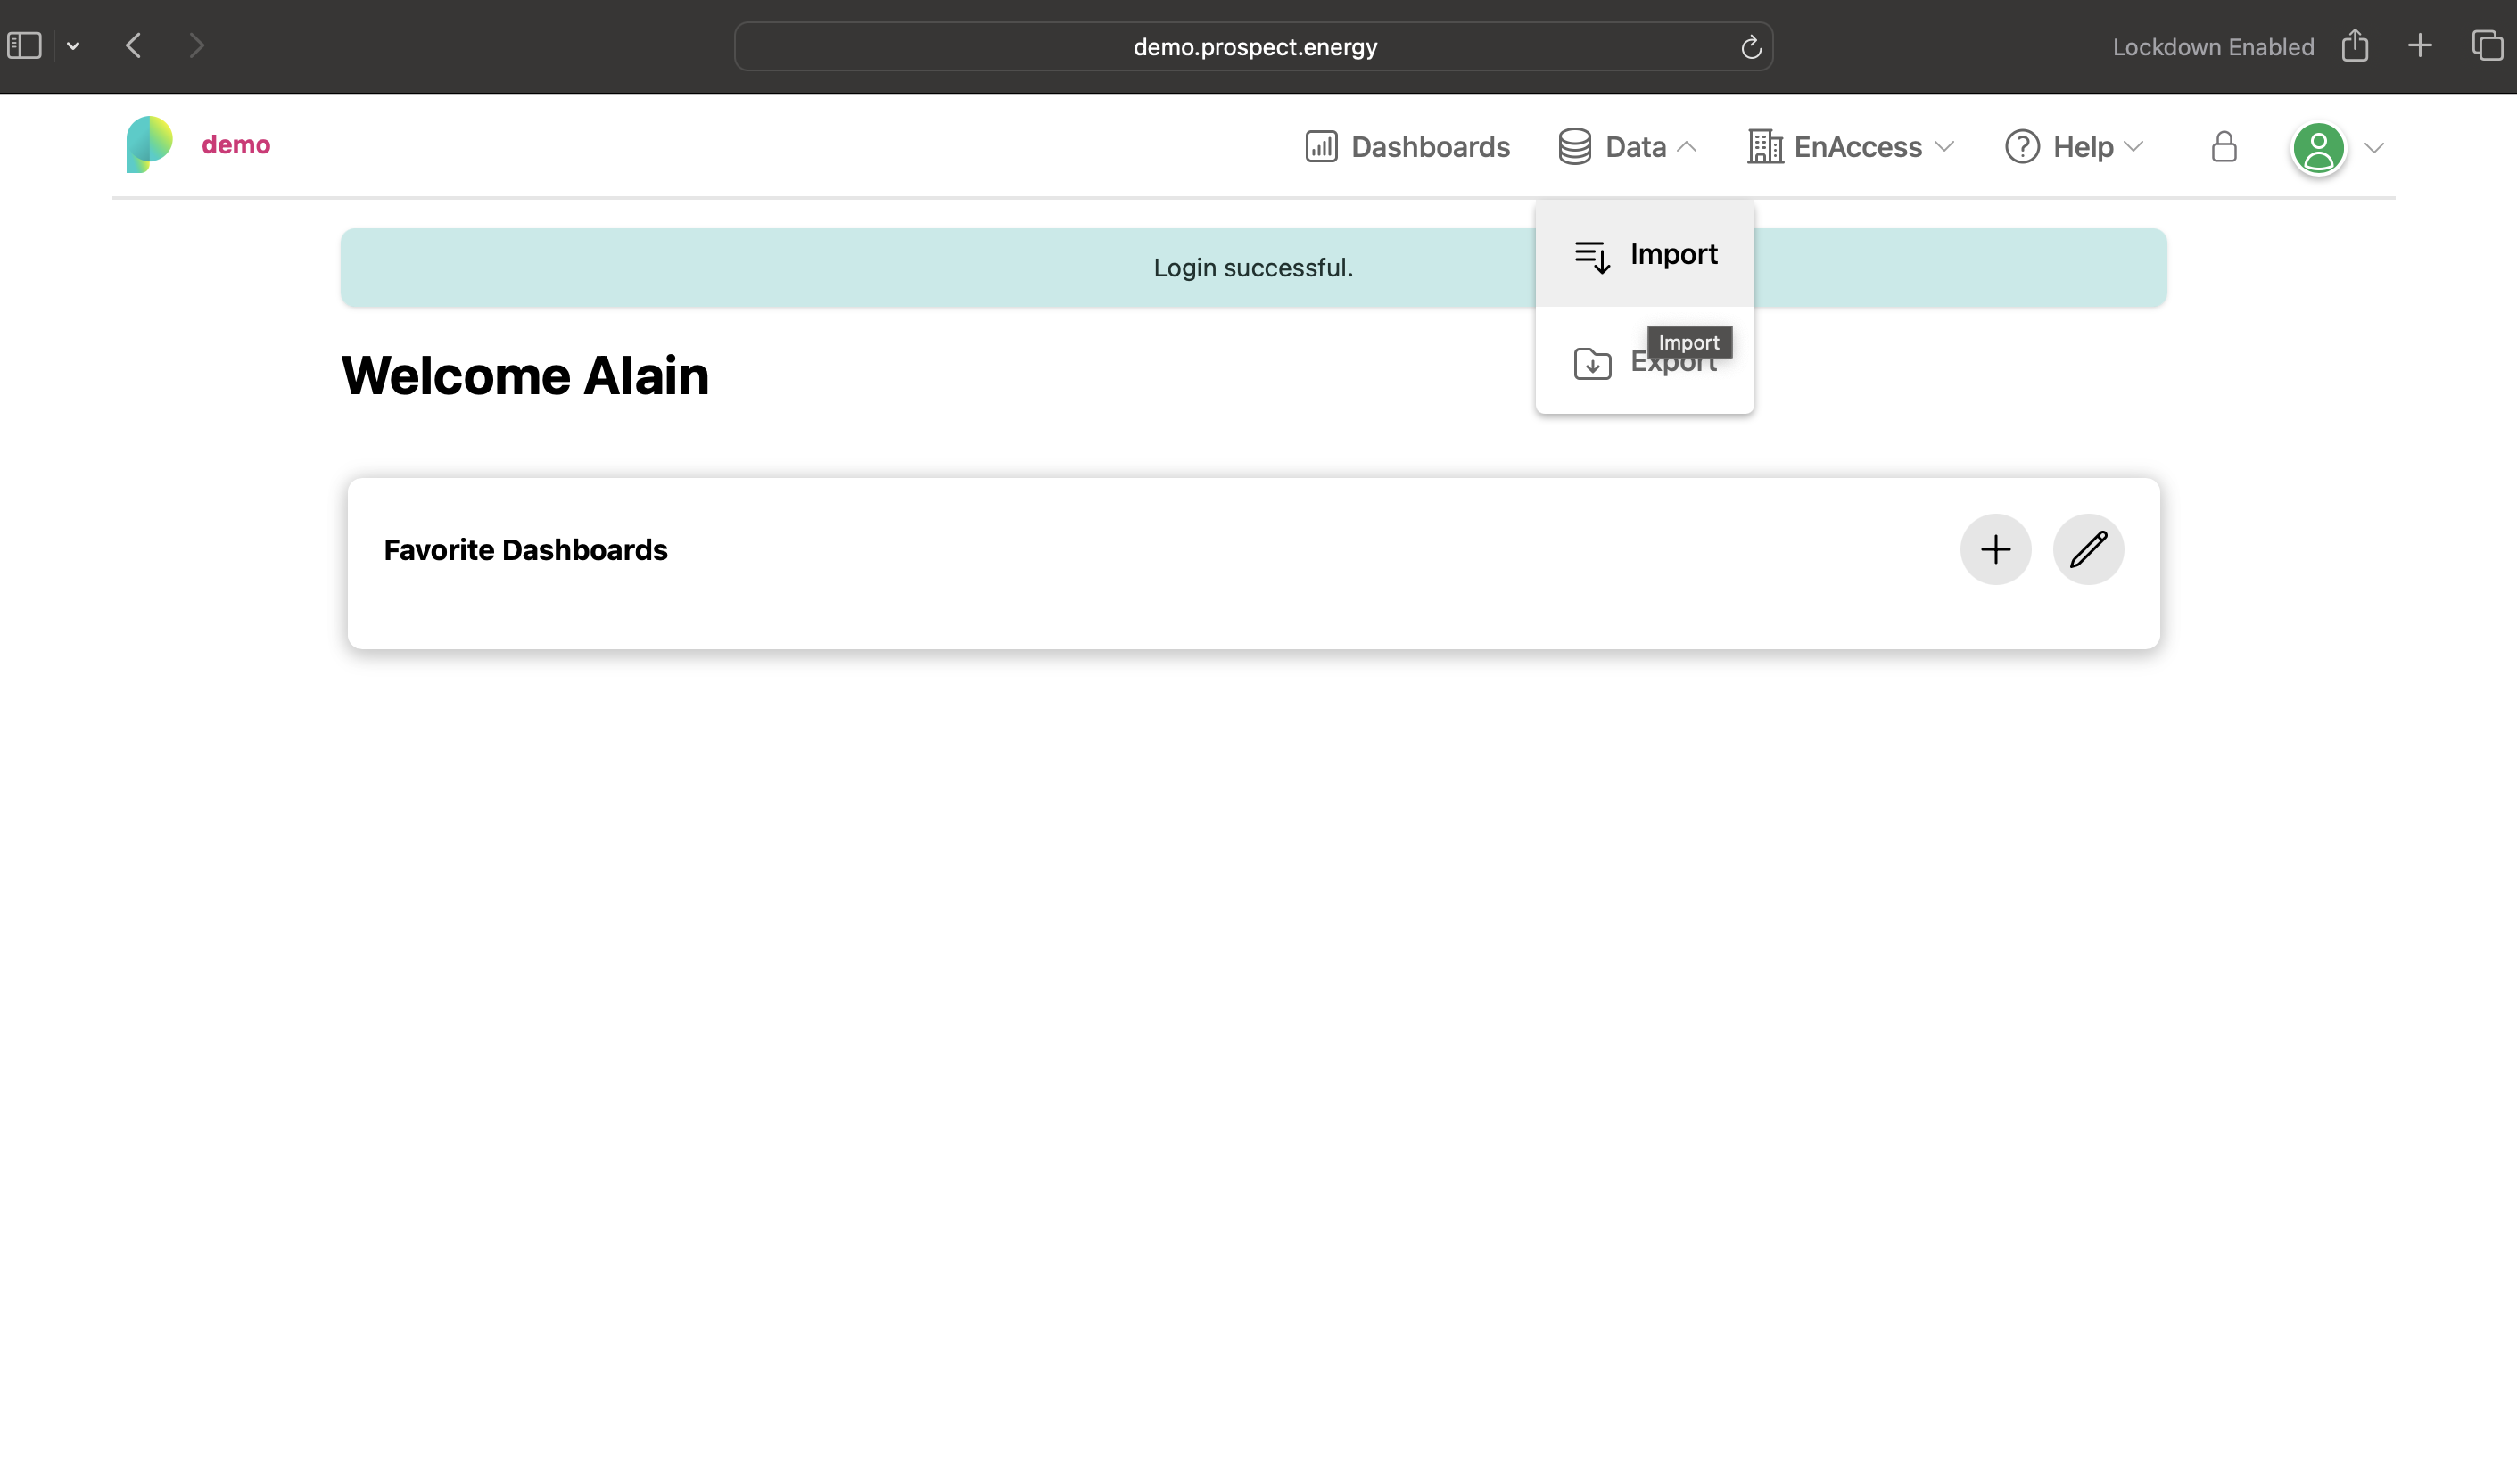 demo.prospect.energy
Lockdown Enabled
demo
Dashboards
Data
EnAccess
Help
Import
Login successful.
Import
Export
Welcome Alain
Favorite Dashboards